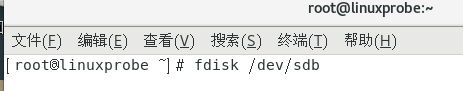 root@linuxprobe:~
文件(F) 编辑(E) 查看(V) 搜索(S) 终端(T) 帮助(H)
[root@linuxprobe ~]# fdisk /dev/sdb